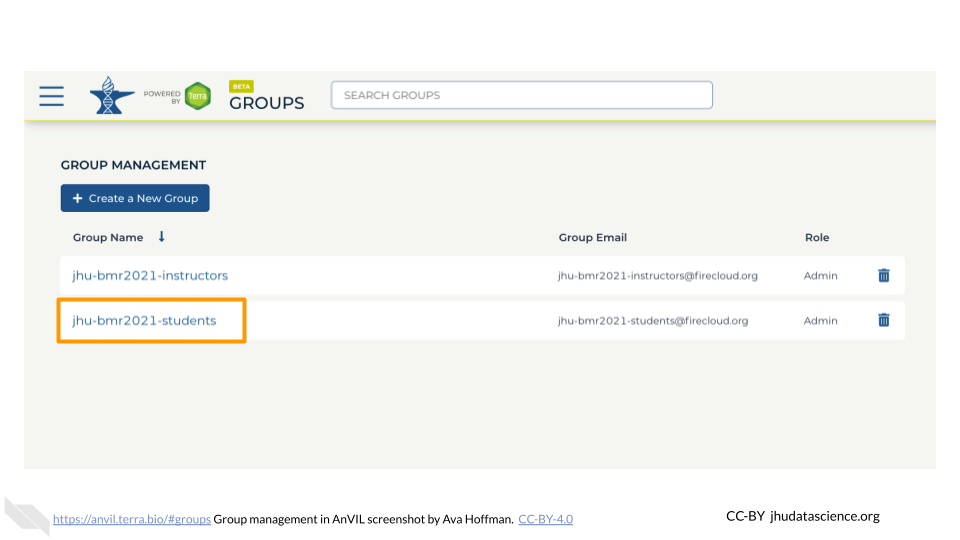 POWERED BY
Terra
BETA
GROUPS
SEARCH GROUPS
GROUP MANAGEMENT
+ Create a New Group
Group Name ↓ Group Email Role
jhu-bmr2021-instructors jhu-bmr2021-instructors@firecloud.org Admin
jhu-bmr2021-students jhu-bmr2021-students@firecloud.org Admin
https://anvil.terra.bio/#groups Group management in AnVIL screenshot by Ava Hoffman. CC-BY-4.0
CC-BY jhudatascience.org